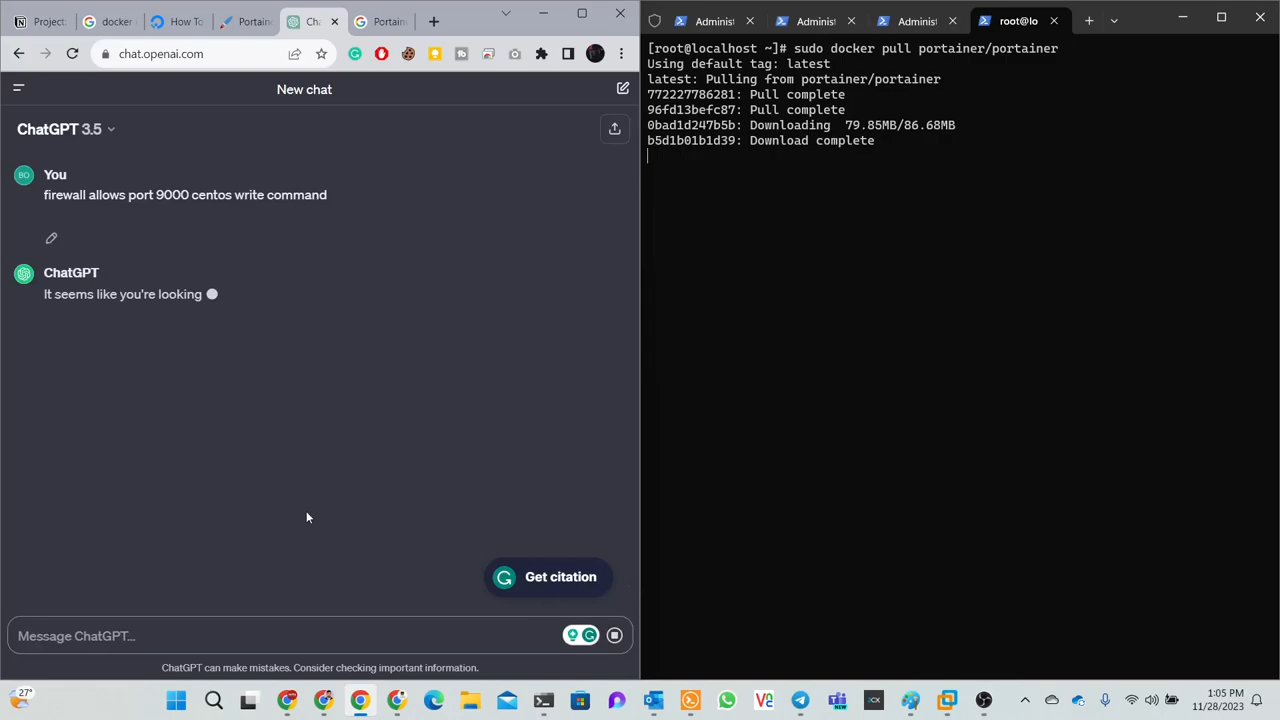 Project
docker
How To
Portain
Ch
Portain
chat.openai.com
New chat
ChatGPT 3.5
BO
You
firewall allows port 9000 centos write command
ChatGPT
It seems like you're looking
Get citation
Message ChatGPT...
ChatGPT can make mistakes. Consider checking important information.
Administ
Administ
Administ
root@lo
[root@localhost ~]# sudo docker pull portainer/portainer
Using default tag: latest
latest: Pulling from portainer/portainer
772227786281: Pull complete
96fd13befc87: Pull complete
0bad1d247b5b: Downloading  79.85MB/86.68MB
b5d1b01b1d39: Download complete
27°
1:05 PM
11/28/2023